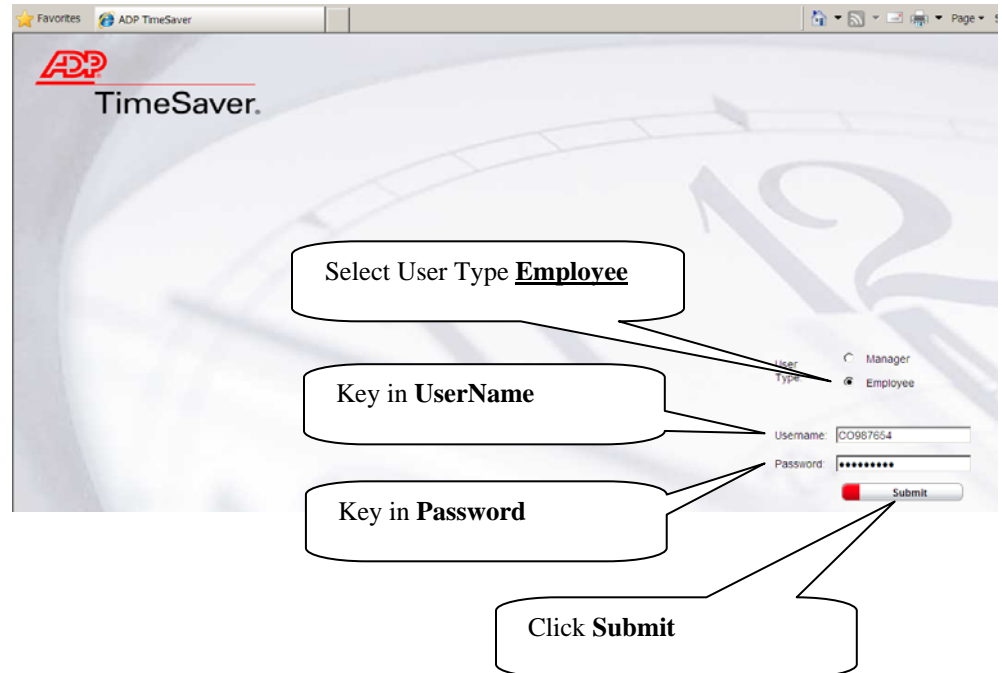 Favorites ADP TimeSaver Page
ADP
TimeSaver.
12
Select User Type Employee
User
Type:
Manager
Employee
Key in UserName
Username: CO987654
Password: •••••••••
Submit
Key in Password
Click Submit